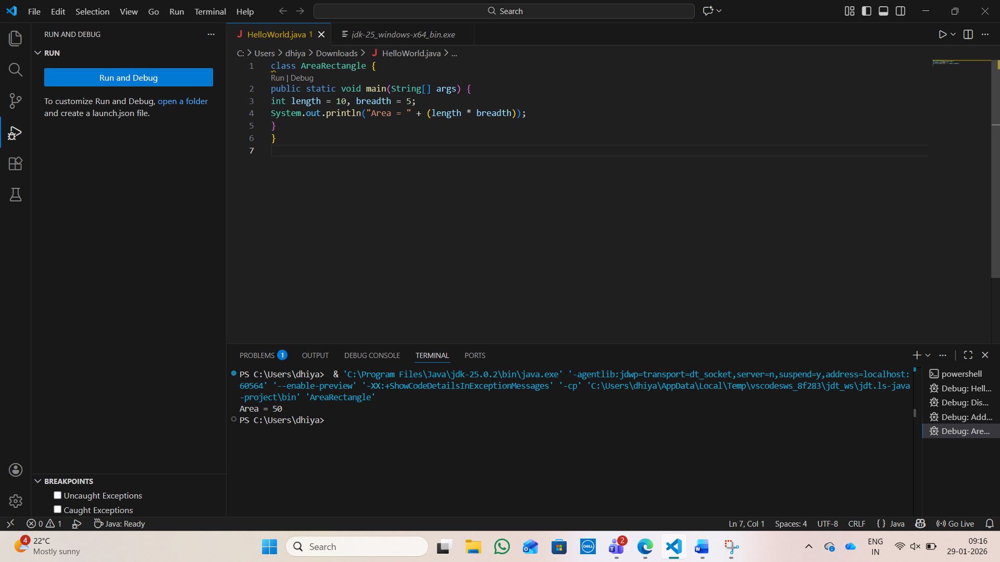 File Edit Selection View Go Run Terminal Help
Search
RUN AND DEBUG
RUN
Run and Debug
To customize Run and Debug, open a folder
and create a launch.json file.
HelloWorld.java 1
jdk-25_windows-x64_bin.exe
C: > Users > dhiya > Downloads > J HelloWorld.java > ...
1 class AreaRectangle {
Run | Debug
2 public static void main(String[] args) {
3 int length = 10, breadth = 5;
4 System.out.println("Area = " + (length * breadth));
5 }
6 }
7
PROBLEMS 1 OUTPUT DEBUG CONSOLE TERMINAL PORTS
PS C:\Users\dhiya>  & 'C:\Program Files\Java\jdk-25.0.2\bin\java.exe' '-agentlib:jdwp=transport=dt_socket,server=n,suspend=y,address=localhost:
60564' '--enable-preview' '-XX:+ShowCodeDetailsInExceptionMessages' '-cp' 'C:\Users\dhiya\AppData\Local\Temp\vscodesws_8f283\jdt_ws\jdt.ls-java
-project\bin' 'AreaRectangle'
Area = 50
PS C:\Users\dhiya>
powershell
Debug: Hell...
Debug: Dis...
Debug: Add...
Debug: Are...
BREAKPOINTS
Uncaught Exceptions
Caught Exceptions
0 1 Java: Ready
Ln 7, Col 1 Spaces: 4 UTF-8 CRLF {} Java Go Live
4
22°C
Mostly sunny
Search
DELL
2
ENG
IN
09:16
29-01-2026